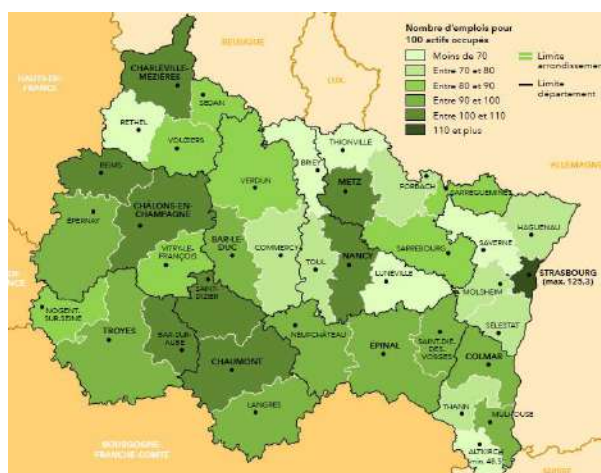 BELGIQUE
LUX.
HAUTS-DE-
FRANCE
ALLEMAGNE
BOURGOGNE-
FRANCHE-COMTÉ
Nombre d'emplois pour
100 actifs occupés
Moins de 70
Entre 70 et 80
Entre 80 et 90
Entre 90 et 100
Entre 100 et 110
110 et plus
Limite
arrondissement
Limite
département
CHARLEVILLE-
MÉZIÈRES
SEDAN
RETHEL
VOUZIERS
REIMS
VERDUN
BRIEY
THIONVILLE
METZ
FORBACH
SARREGUEMINES
CHÂLONS-EN-
CHAMPAGNE
ÉPERNAY
VITRY-LE-
FRANÇOIS
BAR-LE-
DUC
COMMERCY
TOUL
NANCY
LUNÉVILLE
SARREBOURG
SAVERNE
HAGUENAU
STRASBOURG
(max. 125,3)
MOLSHEIM
SÉLESTAT
SAINT-
DIZIER
NOGENT-
SUR-SEINE
TROYES
BAR-SUR-
AUBE
CHAUMONT
NEUFCHÂTEAU
ÉPINAL
SAINT-DIÉ-
DES-
VOSGES
COLMAR
LANGRES
THANN
MULHOUSE
ALTKIRCH